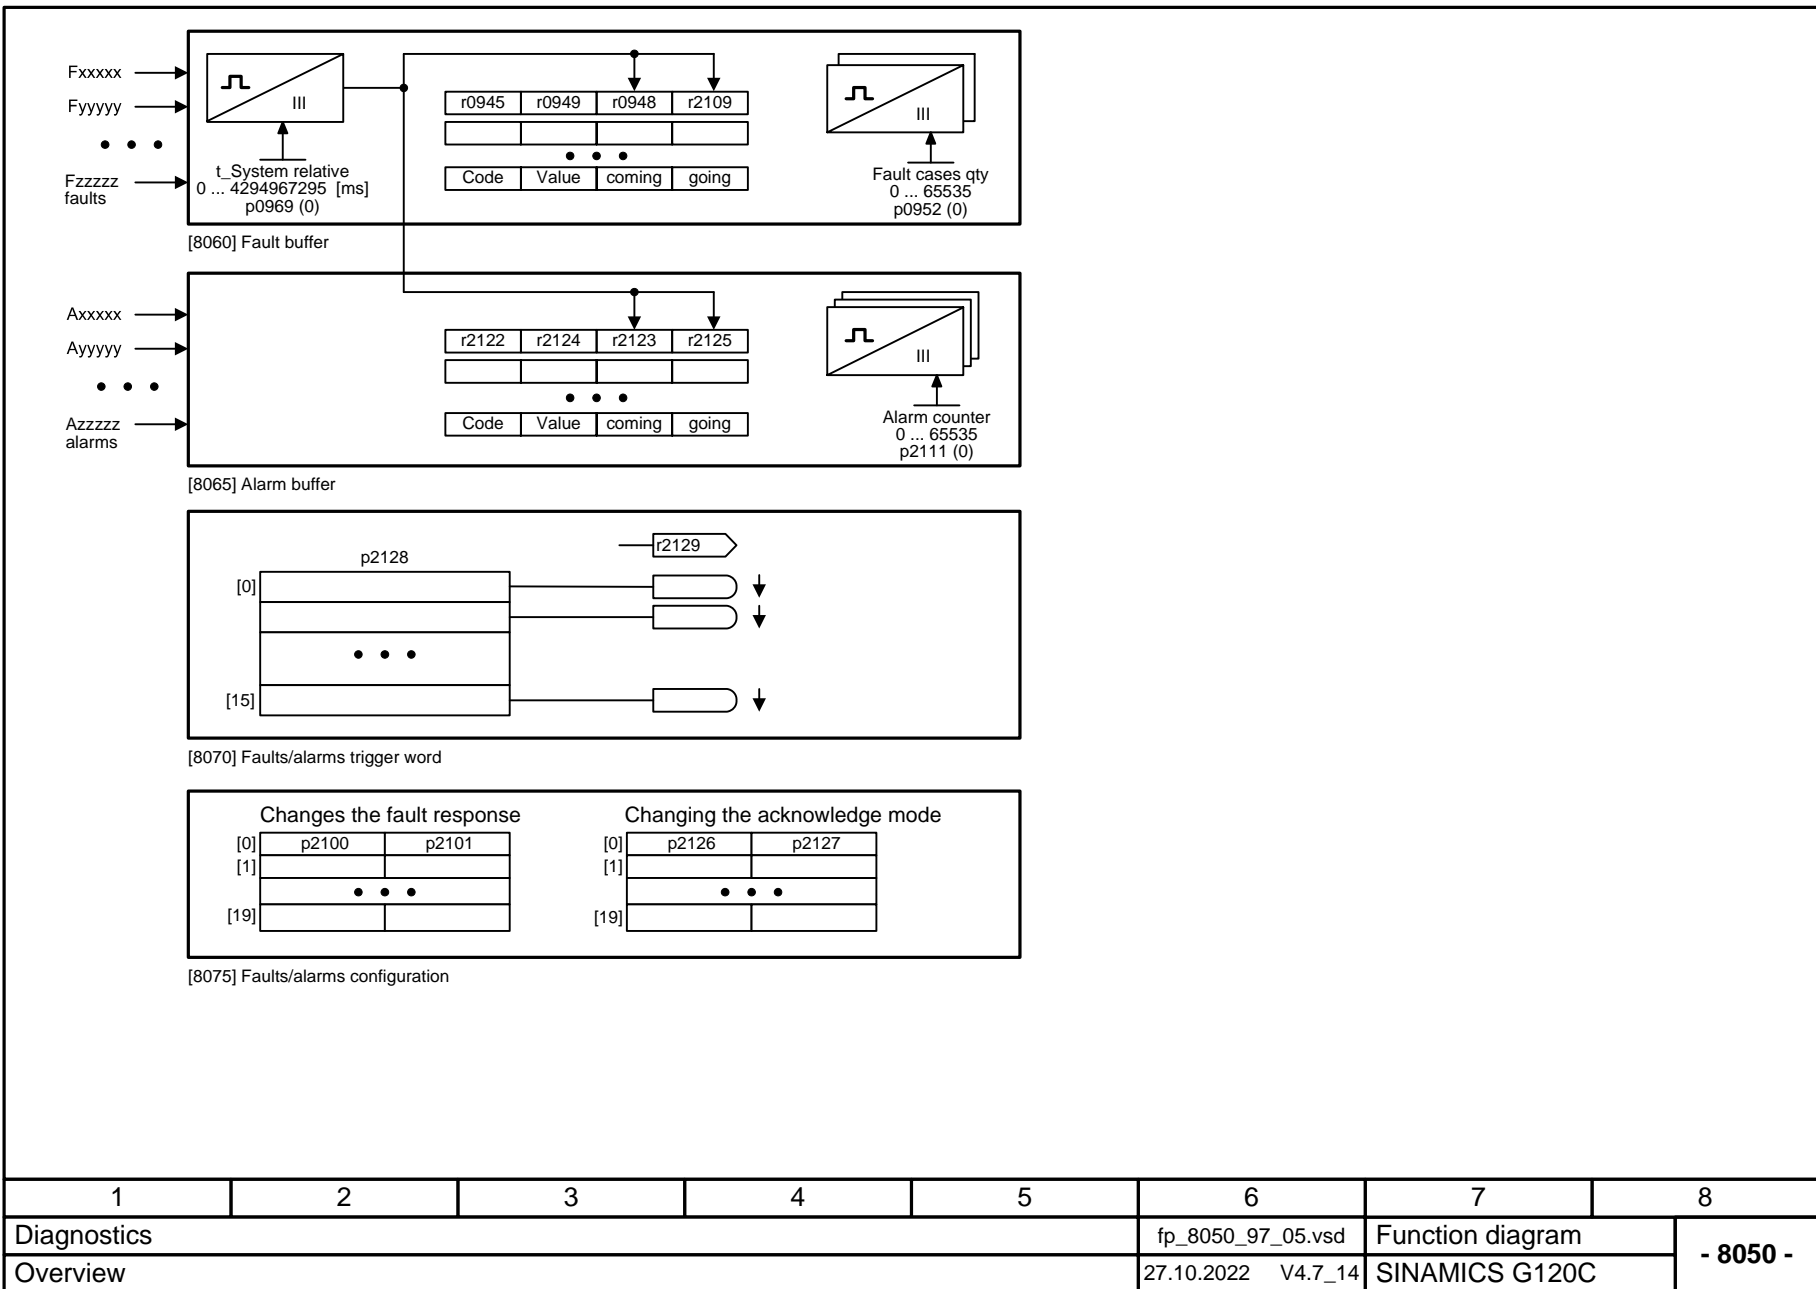 Fxxxxx
Fyyyyy
Fzzzzz
faults
III
t_System relative
0 ... 4294967295 [ms]
p0969 (0)
r0945 r0949 r0948 r2109
Code Value coming going
III
Fault cases qty
0 ... 65535
p0952 (0)
[8060] Fault buffer
Axxxxx
Ayyyyy
Azzzzz
alarms
r2122 r2124 r2123 r2125
Code Value coming going
III
Alarm counter
0 ... 65535
p2111 (0)
[8065] Alarm buffer
p2128
r2129
[0]
[15]
[8070] Faults/alarms trigger word
Changes the fault response
[0] p2100 p2101
[1]
[19]
Changing the acknowledge mode
[0] p2126 p2127
[1]
[19]
[8075] Faults/alarms configuration
1 2 3 4 5 6 7 8
Diagnostics fp_8050_97_05.vsd Function diagram
- 8050 -
Overview 27.10.2022 V4.7_14 SINAMICS G120C